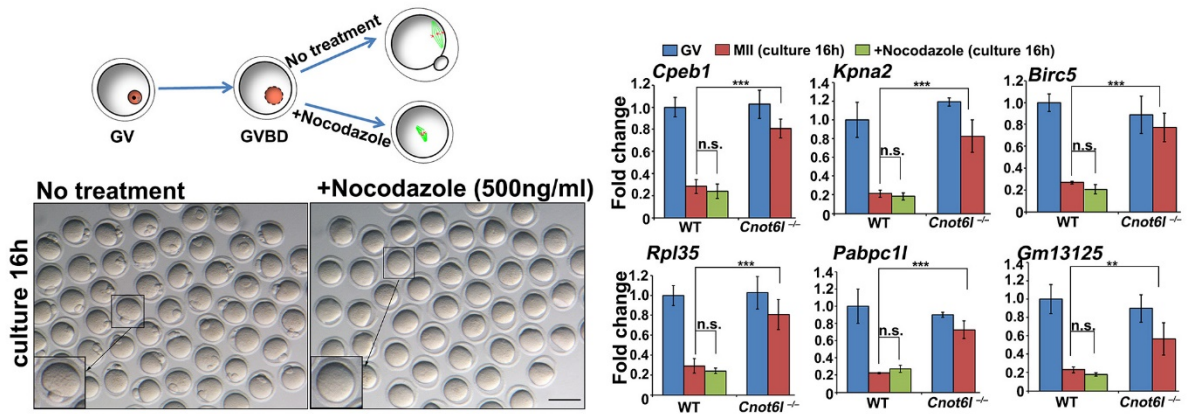 No treatment
+Nocodazole
GV
GVBD
No treatment
+Nocodazole (500ng/ml)
culture 16h
GV MII (culture 16h) +Nocodazole (culture 16h)
Cpeb1
Fold change
1.2
1.0
0.8
0.6
0.4
0.2
0
***
n.s.
WT
Cnot6l –/–
Kpna2
1.4
1.2
1.0
0.8
0.6
0.4
0.2
0
***
n.s.
WT
Cnot6l –/–
Birc5
1.2
1.0
0.8
0.6
0.4
0.2
0
***
n.s.
WT
Cnot6l –/–
Rpl35
Fold change
1.4
1.2
1.0
0.8
0.6
0.4
0.2
0
***
n.s.
WT
Cnot6l –/–
Pabpc1l
1.4
1.2
1.0
0.8
0.6
0.4
0.2
0
***
n.s.
WT
Cnot6l –/–
Gm13125
1.4
1.2
1.0
0.8
0.6
0.4
0.2
0
**
n.s.
WT
Cnot6l –/–